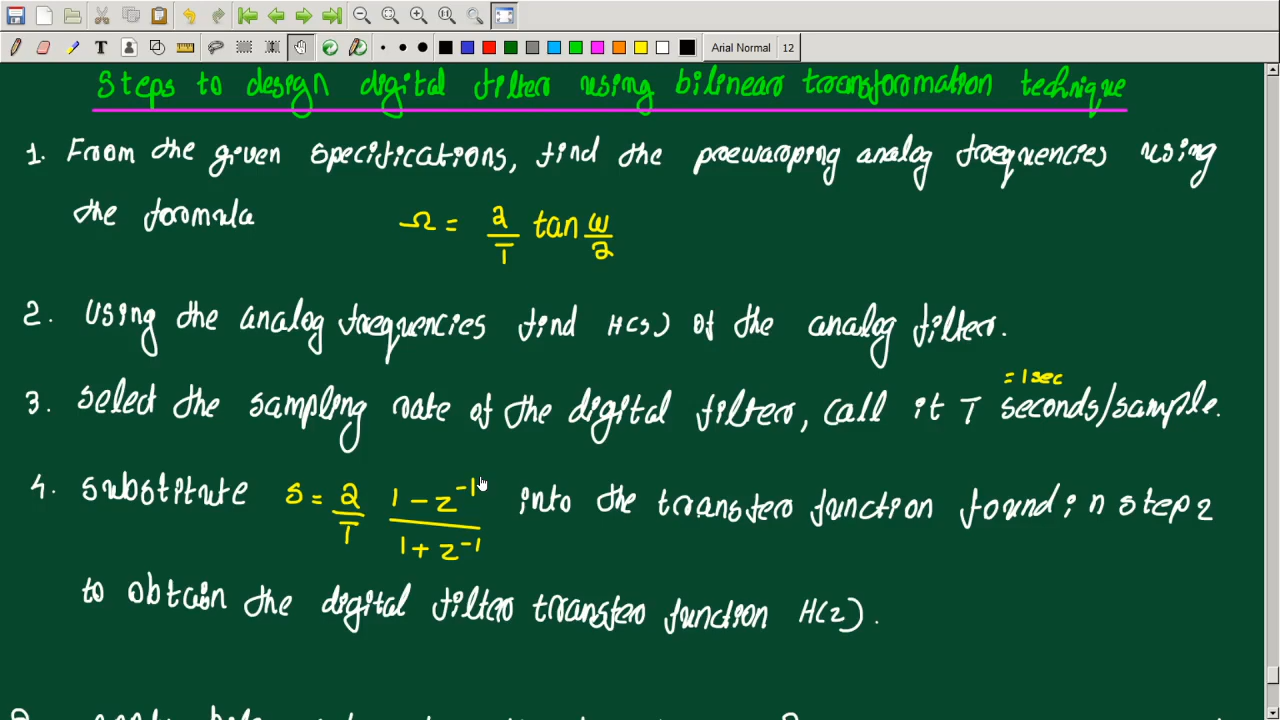 Arial Normal 12
Steps to design digital filter using bilinear transformation technique
1. From the given specifications, find the prewarping analog frequencies using
the formula Ω = 2/T tan ω/2
2. Using the analog frequencies find H(s) of the analog filter.
= 1 sec
3. Select the sampling rate of the digital filter, call it T seconds/sample.
4. Substitute s = 2/T (1 - z⁻¹)/(1 + z⁻¹) into the transfer function found in step 2
to obtain the digital filter transfer function H(z).